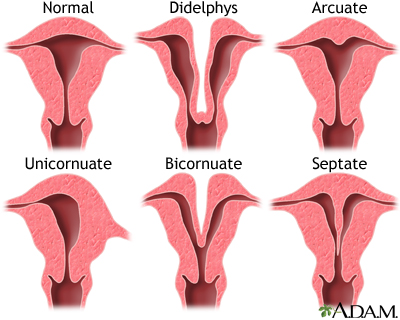 Normal Didelphys Arcuate
Unicornuate Bicornuate Septate
A.D.A.M.